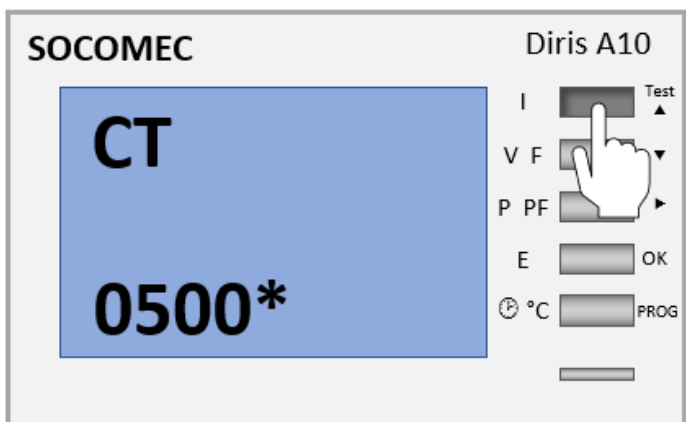 SOCOMEC
Diris A10
CT
0500*
I
Test
▲
V F
▼
P PF
►
E
OK
°C
PROG